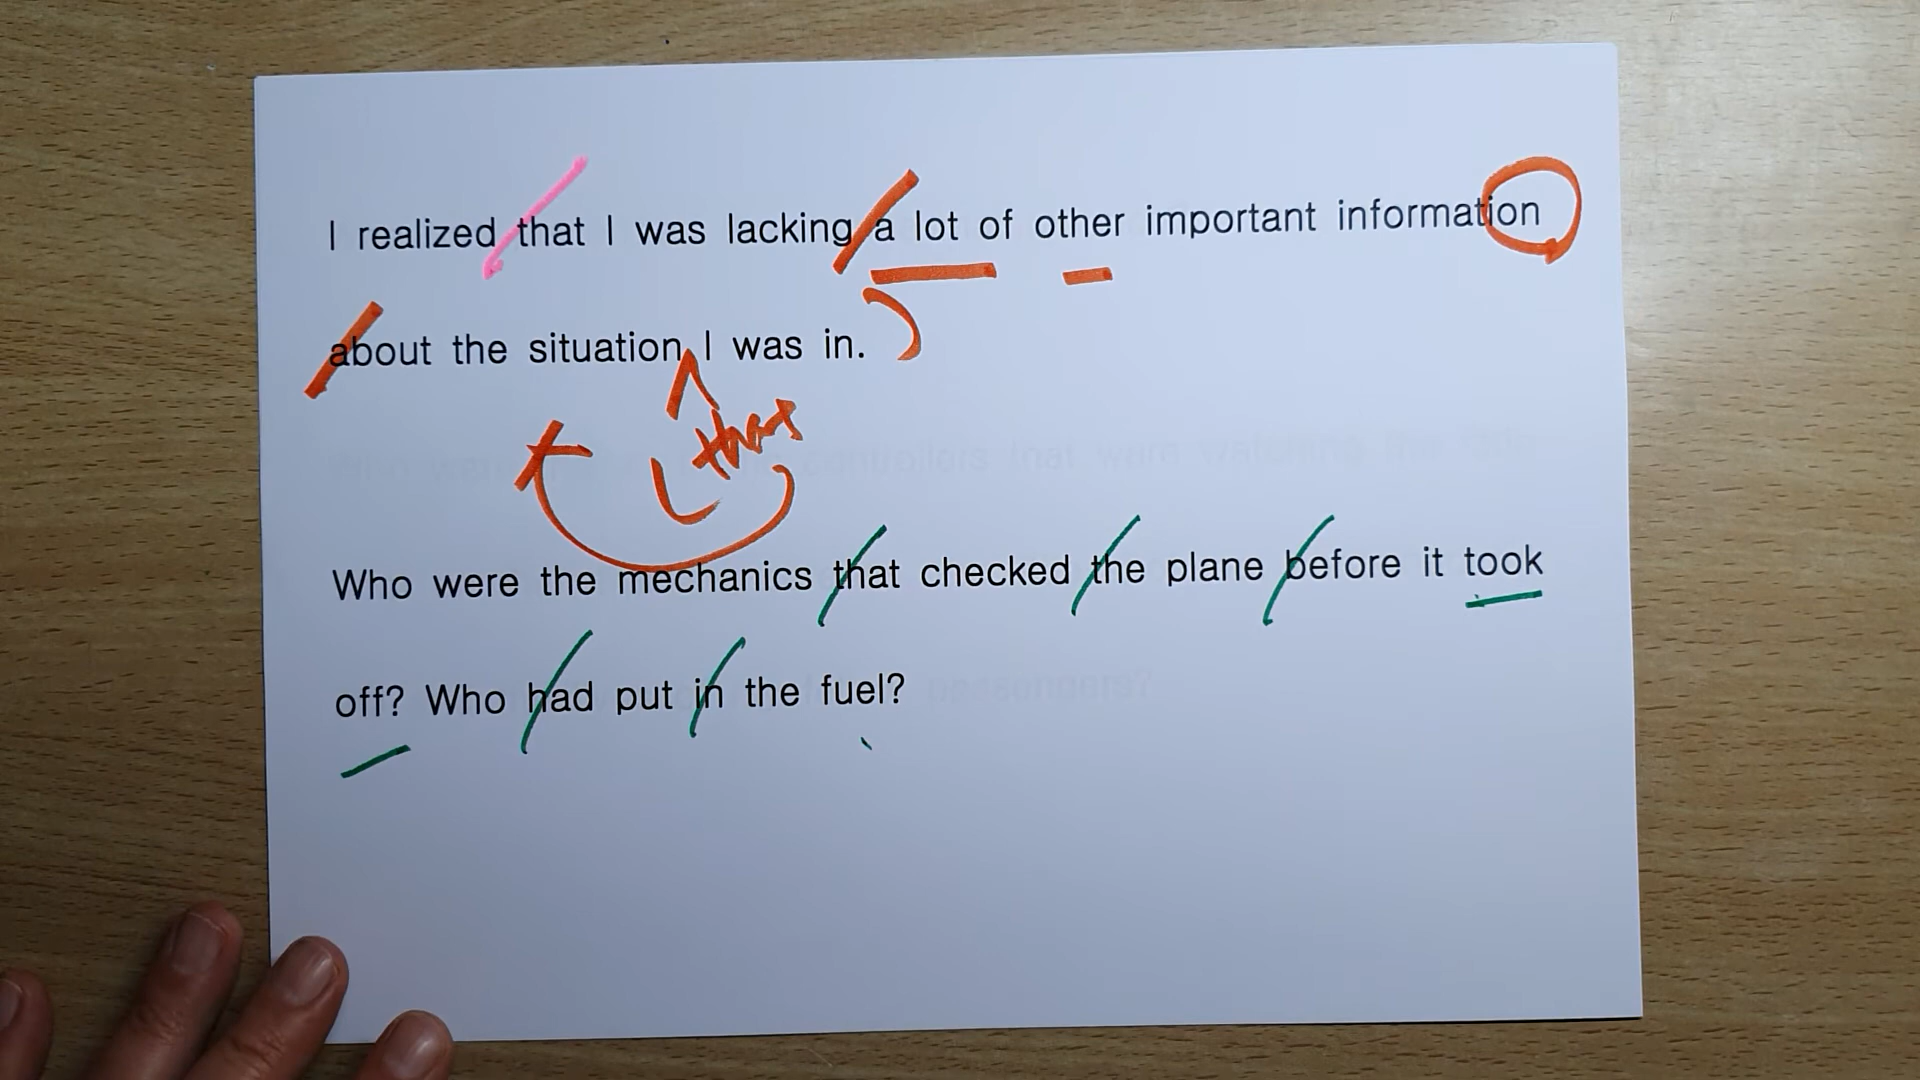 I realized that I was lacking a lot of other important information
about the situation I was in.
that
Who were the mechanics that checked the plane before it took
off? Who had put in the fuel?